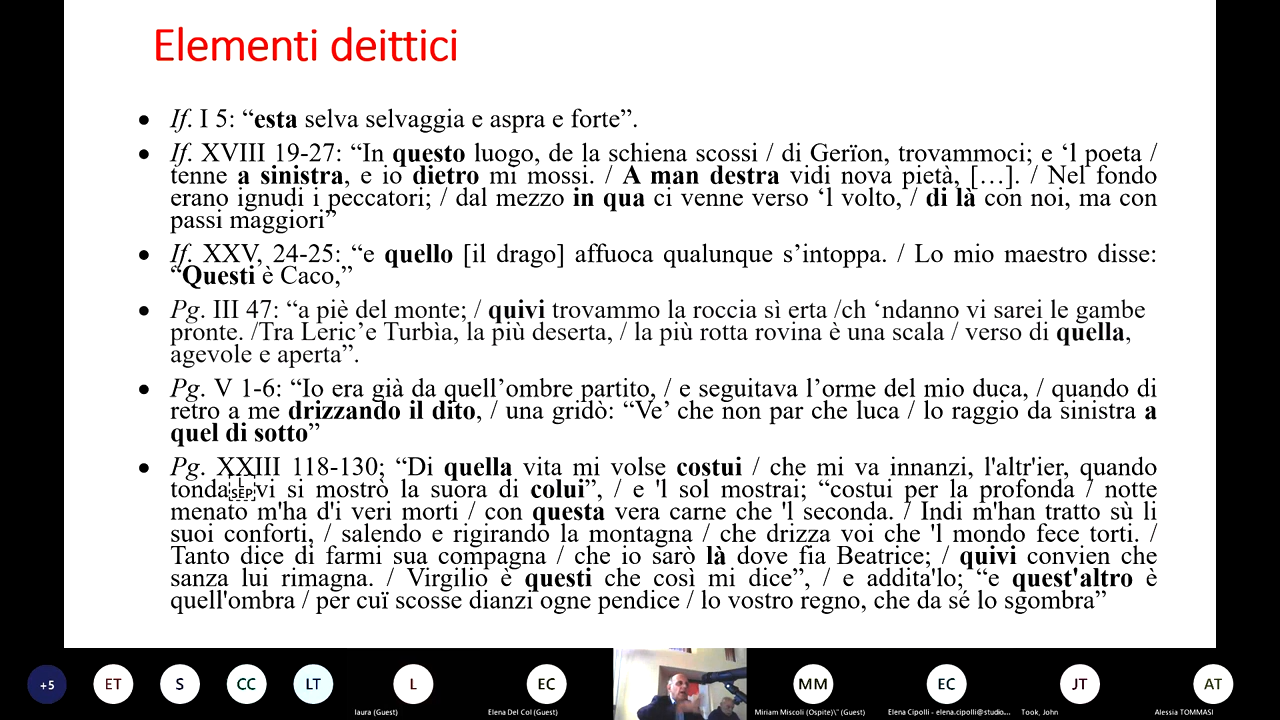 Elementi deittici
• If. I 5: “esta selva selvaggia e aspra e forte”.
• If. XVIII 19-27: “In questo luogo, de la schiena scossi / di Gerïon, trovammoci; e ‘l poeta /
tenne a sinistra, e io dietro mi mossi. / A man destra vidi nova pietà, […]. / Nel fondo
erano ignudi i peccatori; / dal mezzo in qua ci venne verso ‘l volto, / di là con noi, ma con
passi maggiori”
• If. XXV, 24-25: “e quello [il drago] affuoca qualunque s’intoppa. / Lo mio maestro disse:
“Questi è Caco,”
• Pg. III 47: “a piè del monte; / quivi trovammo la roccia sì erta /ch ‘ndanno vi sarei le gambe
pronte. /Tra Leric’e Turbìa, la più deserta, / la più rotta rovina è una scala / verso di quella,
agevole e aperta”.
• Pg. V 1-6: “Io era già da quell’ombre partito, / e seguitava l’orme del mio duca, / quando di
retro a me drizzando il dito, / una gridò: “Ve’ che non par che luca / lo raggio da sinistra a
quel di sotto”
• Pg. XXIII 118-130; “Di quella vita mi volse costui / che mi va innanzi, l'altr'ier, quando
tonda L SEP vi si mostrò la suora di colui”, / e 'l sol mostrai; “costui per la profonda / notte
menato m'ha d'i veri morti / con questa vera carne che 'l seconda. / Indi m'han tratto sù li
suoi conforti, / salendo e rigirando la montagna / che drizza voi che 'l mondo fece torti. /
Tanto dice di farmi sua compagna / che io sarò là dove fia Beatrice; / quivi convien che
sanza lui rimagna. / Virgilio è questi che così mi dice”, / e addita'lo; “e quest'altro è
quell'ombra / per cuï scosse dianzi ogne pendice / lo vostro regno, che da sé lo sgombra”
+5 ET S CC LT L EC MM EC JT AT
laura (Guest) Elena Del Col (Guest) Miriam Miscoli (Ospite)\" (Guest) Elena Cipolli - elena.cipolli@studio... Took, John Alessia TOMMASI